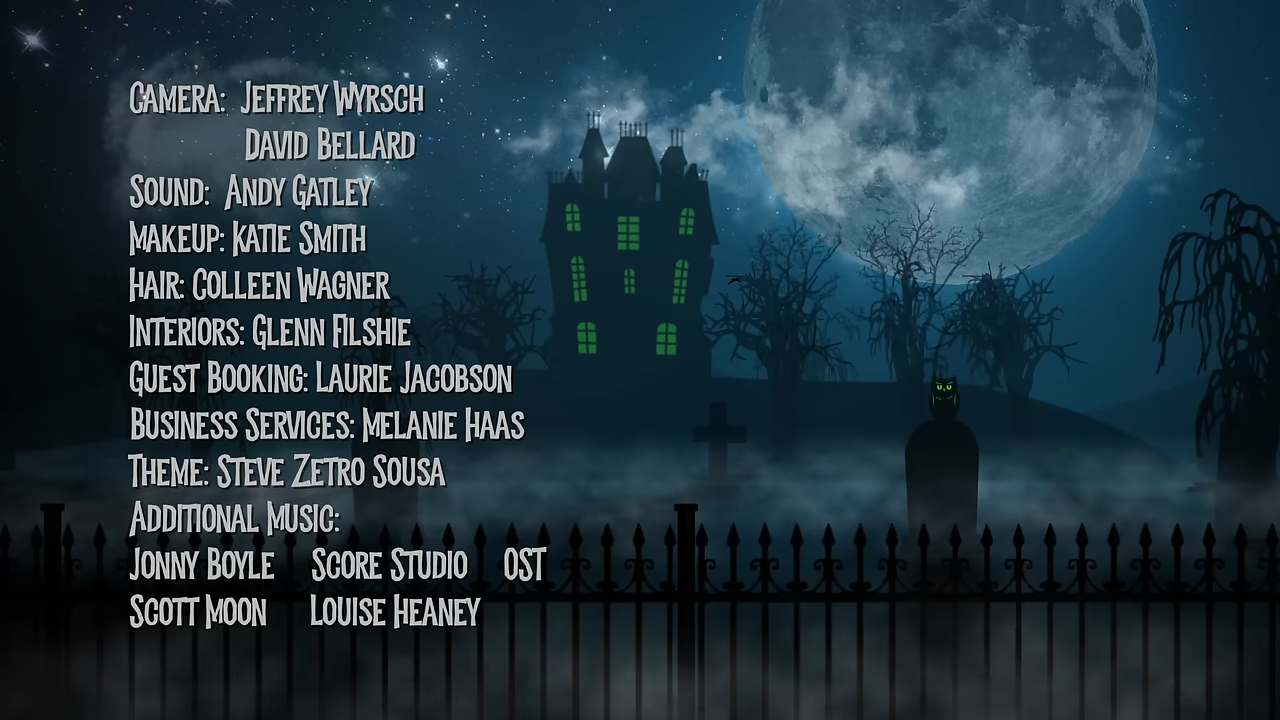 Camera: Jeffrey Wyrsch
David Bellard
Sound: Andy Gatley
Makeup: Katie Smith
Hair: Colleen Wagner
Interiors: Glenn Filshie
Guest Booking: Laurie Jacobson
Business Services: Melanie Haas
Theme: Steve Zetro Sousa
Additional Music:
Jonny Boyle Score Studio OST
Scott Moon Louise Heaney